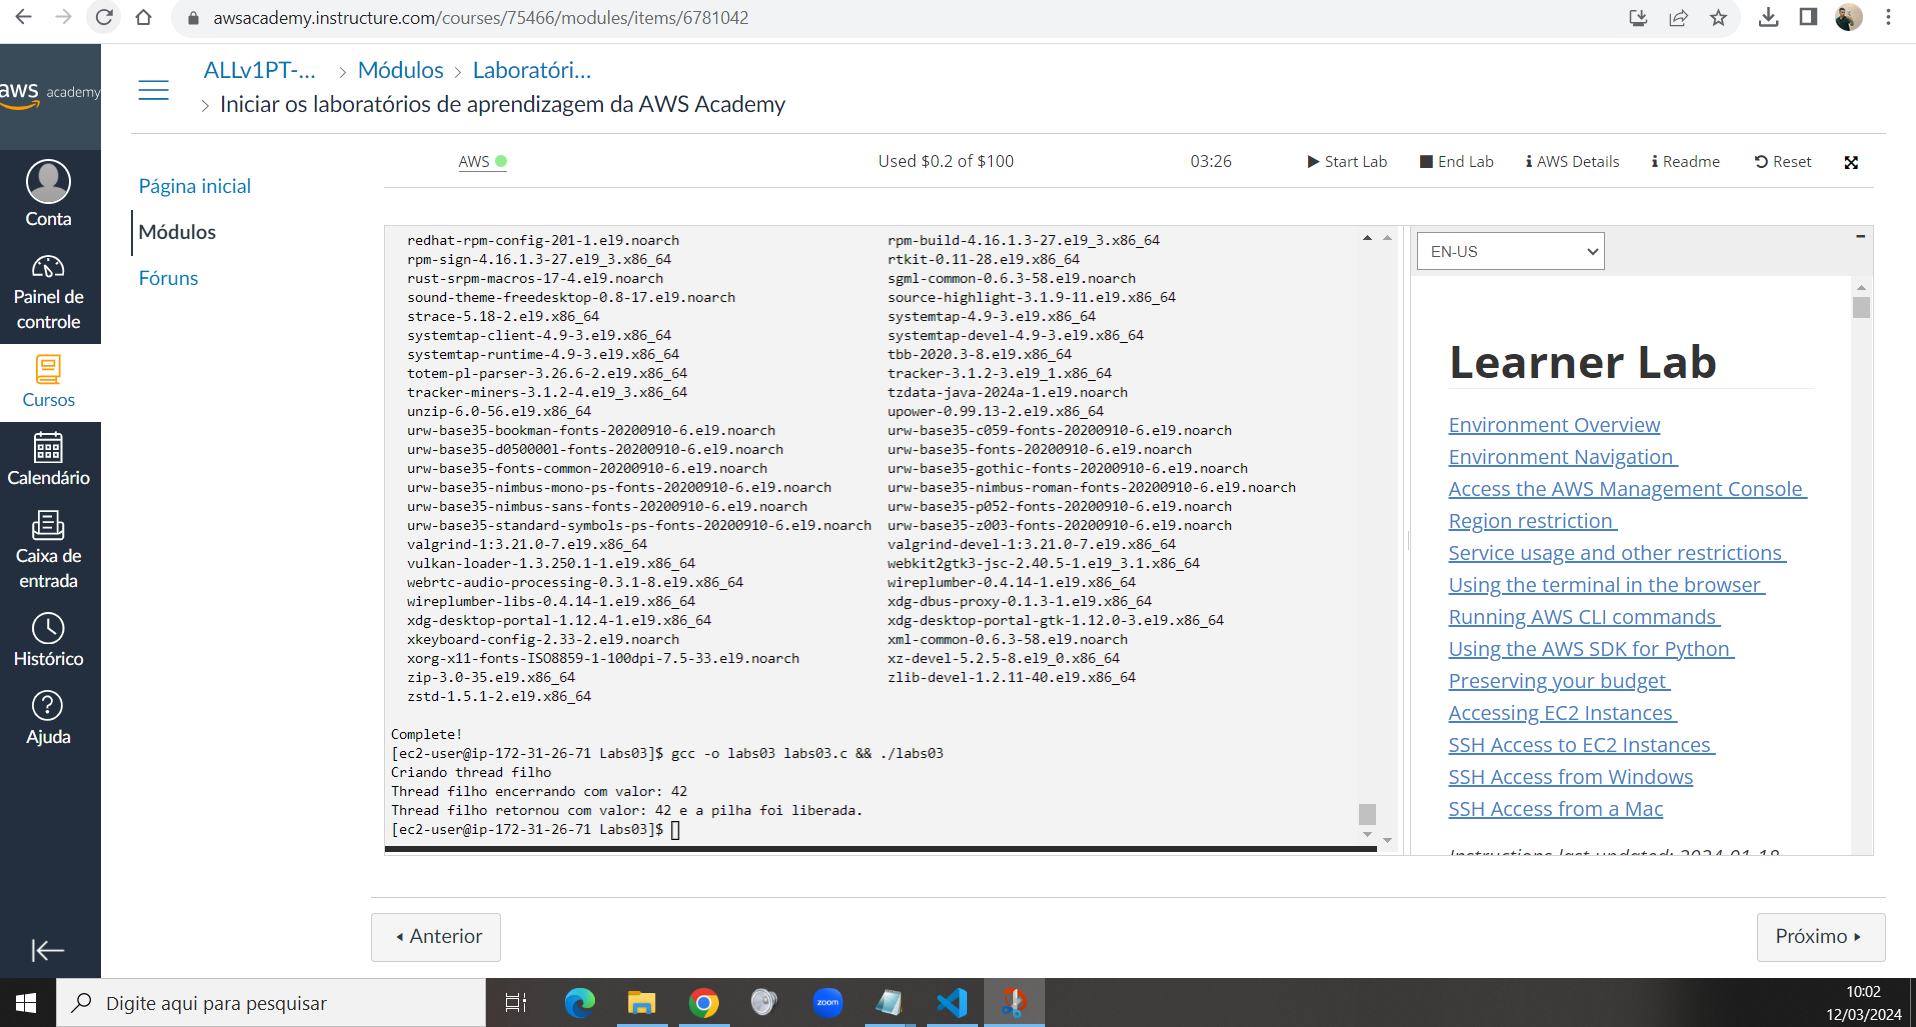 awsacademy.instructure.com/courses/75466/modules/items/6781042
aws academy
ALLv1PT-... > Módulos > Laboratóri...
> Iniciar os laboratórios de aprendizagem da AWS Academy
Conta
Painel de
controle
Cursos
Calendário
Caixa de
entrada
Histórico
Ajuda
Página inicial
Módulos
Fóruns
AWS
Used $0.2 of $100
03:26
Start Lab
End Lab
AWS Details
Readme
Reset
redhat-rpm-config-201-1.el9.noarch rpm-build-4.16.1.3-27.el9_3.x86_64
rpm-sign-4.16.1.3-27.el9_3.x86_64 rtkit-0.11-28.el9.x86_64
rust-srpm-macros-17-4.el9.noarch sgml-common-0.6.3-58.el9.noarch
sound-theme-freedesktop-0.8-17.el9.noarch source-highlight-3.1.9-11.el9.x86_64
strace-5.18-2.el9.x86_64 systemtap-4.9-3.el9.x86_64
systemtap-client-4.9-3.el9.x86_64 systemtap-devel-4.9-3.el9.x86_64
systemtap-runtime-4.9-3.el9.x86_64 tbb-2020.3-8.el9.x86_64
totem-pl-parser-3.26.6-2.el9.x86_64 tracker-3.1.2-3.el9_1.x86_64
tracker-miners-3.1.2-4.el9_3.x86_64 tzdata-java-2024a-1.el9.noarch
unzip-6.0-56.el9.x86_64 upower-0.99.13-2.el9.x86_64
urw-base35-bookman-fonts-20200910-6.el9.noarch urw-base35-c059-fonts-20200910-6.el9.noarch
urw-base35-d050000l-fonts-20200910-6.el9.noarch urw-base35-fonts-20200910-6.el9.noarch
urw-base35-fonts-common-20200910-6.el9.noarch urw-base35-gothic-fonts-20200910-6.el9.noarch
urw-base35-nimbus-mono-ps-fonts-20200910-6.el9.noarch urw-base35-nimbus-roman-fonts-20200910-6.el9.noarch
urw-base35-nimbus-sans-fonts-20200910-6.el9.noarch urw-base35-p052-fonts-20200910-6.el9.noarch
urw-base35-standard-symbols-ps-fonts-20200910-6.el9.noarch urw-base35-z003-fonts-20200910-6.el9.noarch
valgrind-1:3.21.0-7.el9.x86_64 valgrind-devel-1:3.21.0-7.el9.x86_64
vulkan-loader-1.3.250.1-1.el9.x86_64 webkit2gtk3-jsc-2.40.5-1.el9_3.1.x86_64
webrtc-audio-processing-0.3.1-8.el9.x86_64 wireplumber-0.4.14-1.el9.x86_64
wireplumber-libs-0.4.14-1.el9.x86_64 xdg-dbus-proxy-0.1.3-1.el9.x86_64
xdg-desktop-portal-1.12.4-1.el9.x86_64 xdg-desktop-portal-gtk-1.12.0-3.el9.x86_64
xkeyboard-config-2.33-2.el9.noarch xml-common-0.6.3-58.el9.noarch
xorg-x11-fonts-ISO8859-1-100dpi-7.5-33.el9.noarch xz-devel-5.2.5-8.el9_0.x86_64
zip-3.0-35.el9.x86_64 zlib-devel-1.2.11-40.el9.x86_64
zstd-1.5.1-2.el9.x86_64
Complete!
[ec2-user@ip-172-31-26-71 Labs03]$ gcc -o labs03 labs03.c && ./labs03
Criando thread filho
Thread filho encerrando com valor: 42
Thread filho retornou com valor: 42 e a pilha foi liberada.
[ec2-user@ip-172-31-26-71 Labs03]$
EN-US
Learner Lab
Environment Overview
Environment Navigation
Access the AWS Management Console
Region restriction
Service usage and other restrictions
Using the terminal in the browser
Running AWS CLI commands
Using the AWS SDK for Python
Preserving your budget
Accessing EC2 Instances
SSH Access to EC2 Instances
SSH Access from Windows
SSH Access from a Mac
Instructions last updated: 2024-01-18
Anterior
Próximo
Digite aqui para pesquisar
zoom
10:02
12/03/2024